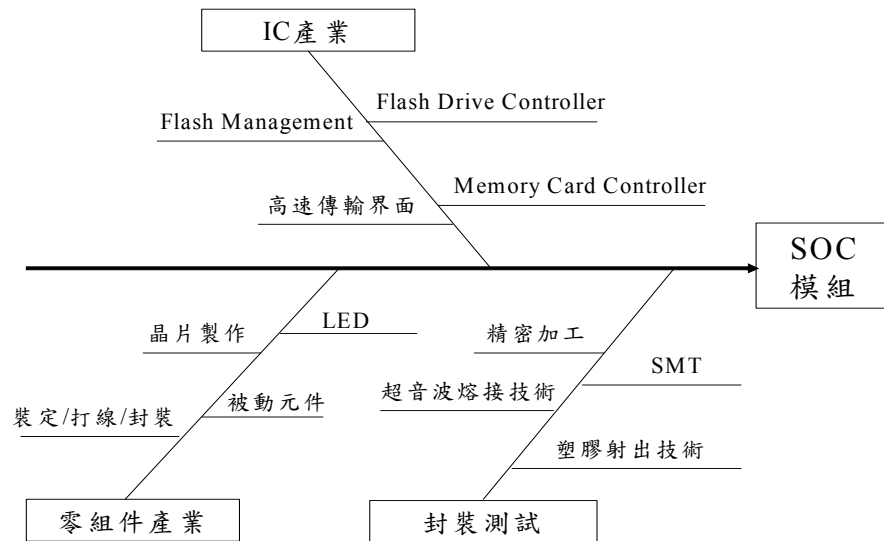 IC產業
Flash Drive Controller
Flash Management
Memory Card Controller
高速傳輸界面
SOC
模組
LED
晶片製作
精密加工
SMT
超音波熔接技術
被動元件
裝定/打線/封裝
塑膠射出技術
零組件產業
封裝測試